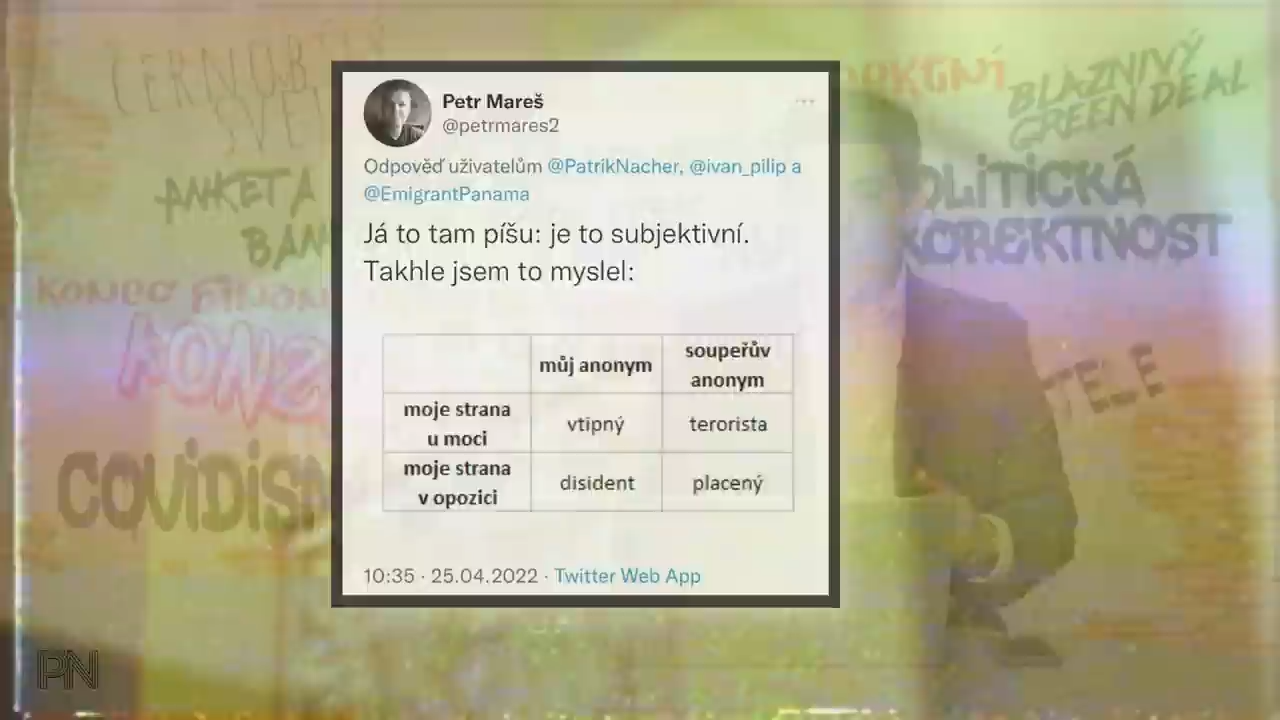 Petr Mareš
@petrmares2
Odpověď uživatelům @PatrikNacher, @ivan_pilip a
@EmigrantPanama
Já to tam píšu: je to subjektivní.
Takhle jsem to myslel:
můj anonym
soupeřův
anonym
moje strana
u moci
vtipný
terorista
moje strana
v opozici
disident
placený
10:35 · 25.04.2022 · Twitter Web App
ANKETA
KONEC
COVIDISM
BLÁZNIVÝ
GREEN DEAL
POLITICKÁ
KOREKTNOST
PN